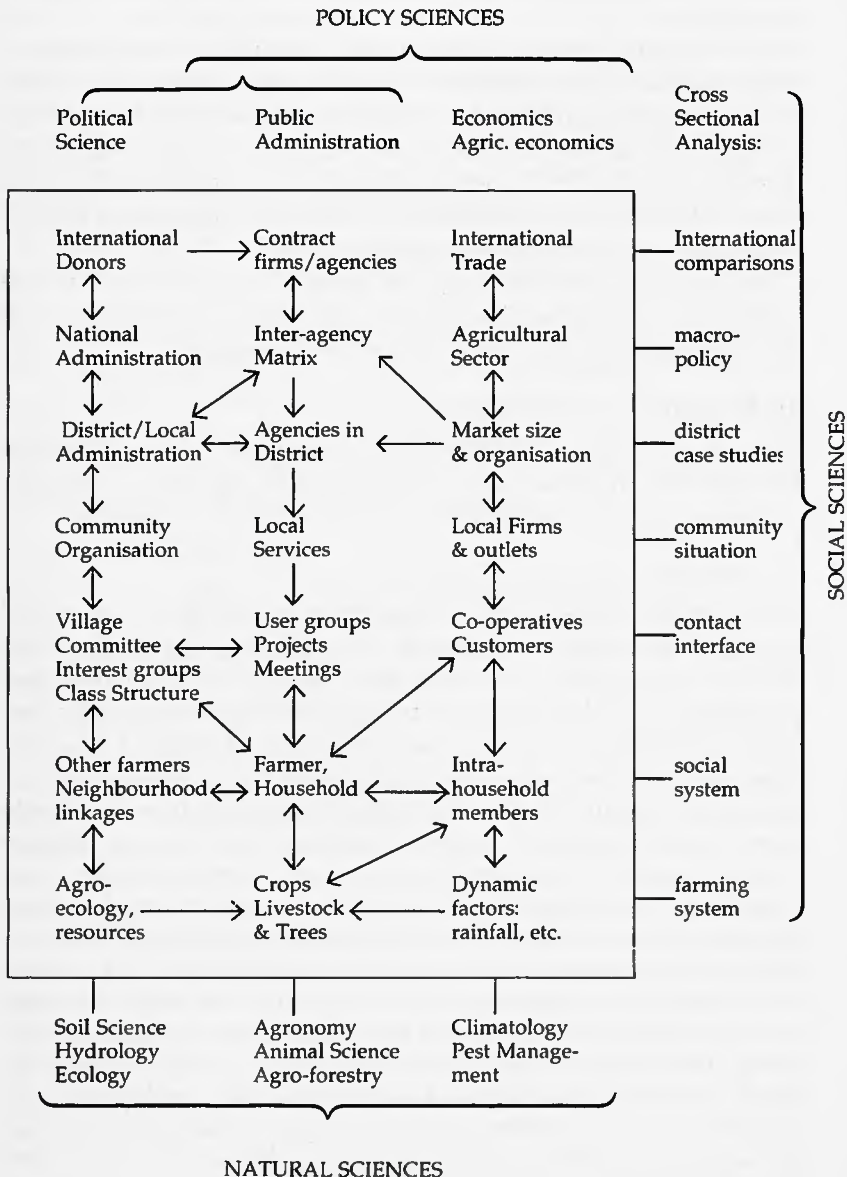 POLICY SCIENCES
Political Science
Public Administration
Economics
Agric. economics
Cross
Sectional
Analysis:
International Donors
Contract firms/agencies
International Trade
International comparisons
National Administration
Inter-agency Matrix
Agricultural Sector
macro-
policy
District/Local Administration
Agencies in District
Market size & organisation
district case studies
Community Organisation
Local Services
Local Firms & outlets
community situation
Village
Committee
Interest groups
Class Structure
User groups
Projects
Meetings
Co-operatives
Customers
contact interface
Other farmers
Neighbourhood
linkages
Farmer,
Household
Intra-
household
members
social system
Agro-
ecology,
resources
Crops
Livestock
& Trees
Dynamic
factors:
rainfall, etc.
farming system
SOCIAL SCIENCES
Soil Science
Hydrology
Ecology
Agronomy
Animal Science
Agro-forestry
Climatology
Pest Manage-
ment
NATURAL SCIENCES